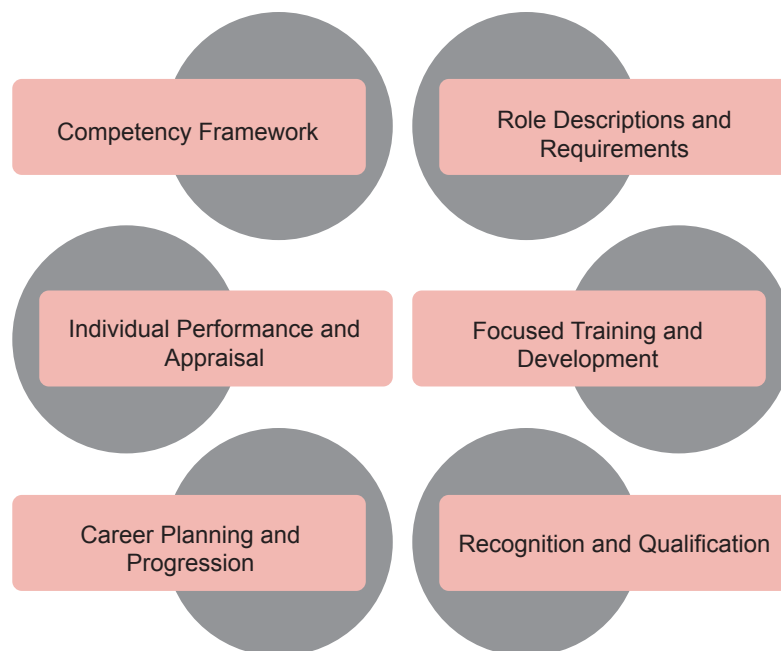 Competency Framework
Role Descriptions and
Requirements
Individual Performance and
Appraisal
Focused Training and
Development
Career Planning and
Progression
Recognition and Qualification